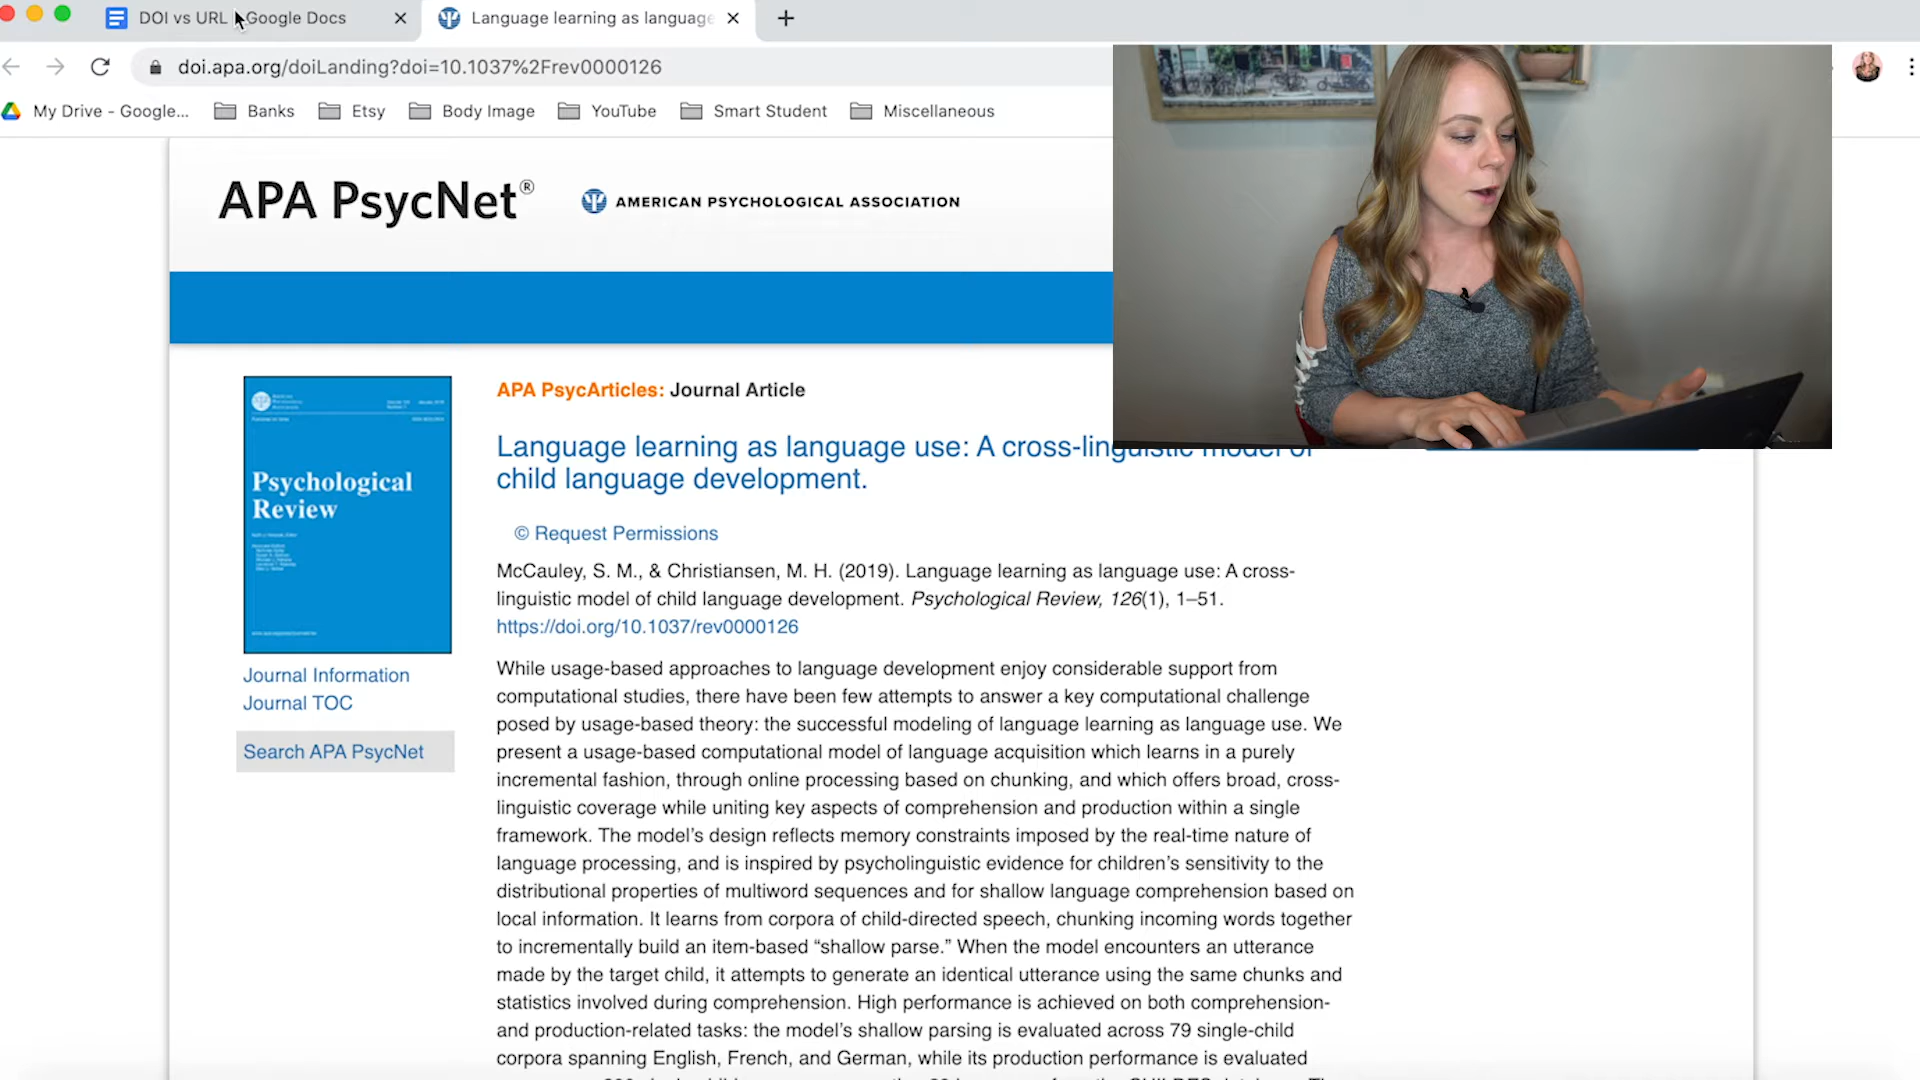 DOI vs URL - Google Docs
Language learning as language
doi.apa.org/doiLanding?doi=10.1037%2Frev0000126
My Drive - Google... Banks Etsy Body Image YouTube Smart Student Miscellaneous
APA PsycNet® AMERICAN PSYCHOLOGICAL ASSOCIATION
APA PsycArticles: Journal Article
Language learning as language use: A cross-linguistic model of
child language development.
© Request Permissions
McCauley, S. M., & Christiansen, M. H. (2019). Language learning as language use: A cross-
linguistic model of child language development. Psychological Review, 126(1), 1–51.
https://doi.org/10.1037/rev0000126
Psychological
Review
Journal Information
Journal TOC
Search APA PsycNet
While usage-based approaches to language development enjoy considerable support from
computational studies, there have been few attempts to answer a key computational challenge
posed by usage-based theory: the successful modeling of language learning as language use. We
present a usage-based computational model of language acquisition which learns in a purely
incremental fashion, through online processing based on chunking, and which offers broad, cross-
linguistic coverage while uniting key aspects of comprehension and production within a single
framework. The model’s design reflects memory constraints imposed by the real-time nature of
language processing, and is inspired by psycholinguistic evidence for children’s sensitivity to the
distributional properties of multiword sequences and for shallow language comprehension based on
local information. It learns from corpora of child-directed speech, chunking incoming words together
to incrementally build an item-based “shallow parse.” When the model encounters an utterance
made by the target child, it attempts to generate an identical utterance using the same chunks and
statistics involved during comprehension. High performance is achieved on both comprehension-
and production-related tasks: the model’s shallow parsing is evaluated across 79 single-child
corpora spanning English, French, and German, while its production performance is evaluated